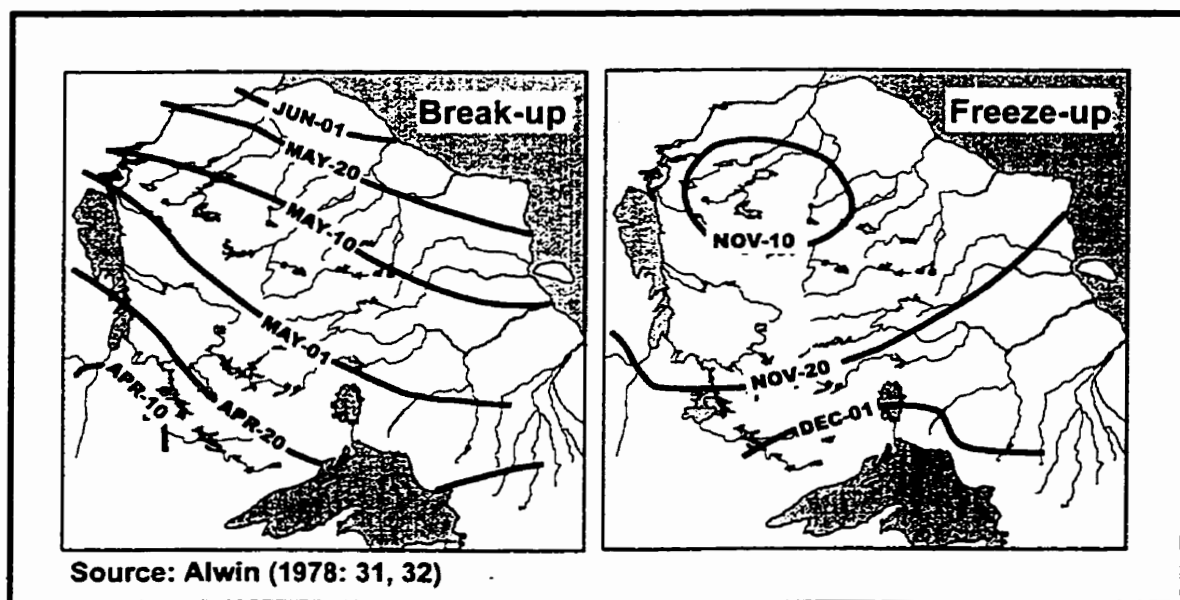 Break-up
JUN-01
MAY-20
MAY-10
MAY-01
APR-20
APR-10
Freeze-up
NOV-10
NOV-20
DEC-01
Source: Alwin (1978: 31, 32)